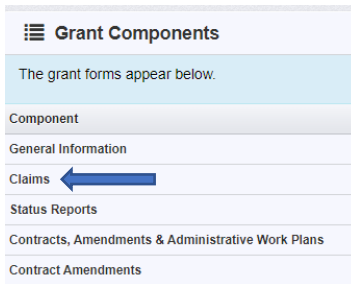 Grant Components
The grant forms appear below.
Component
General Information
Claims
Status Reports
Contracts, Amendments & Administrative Work Plans
Contract Amendments